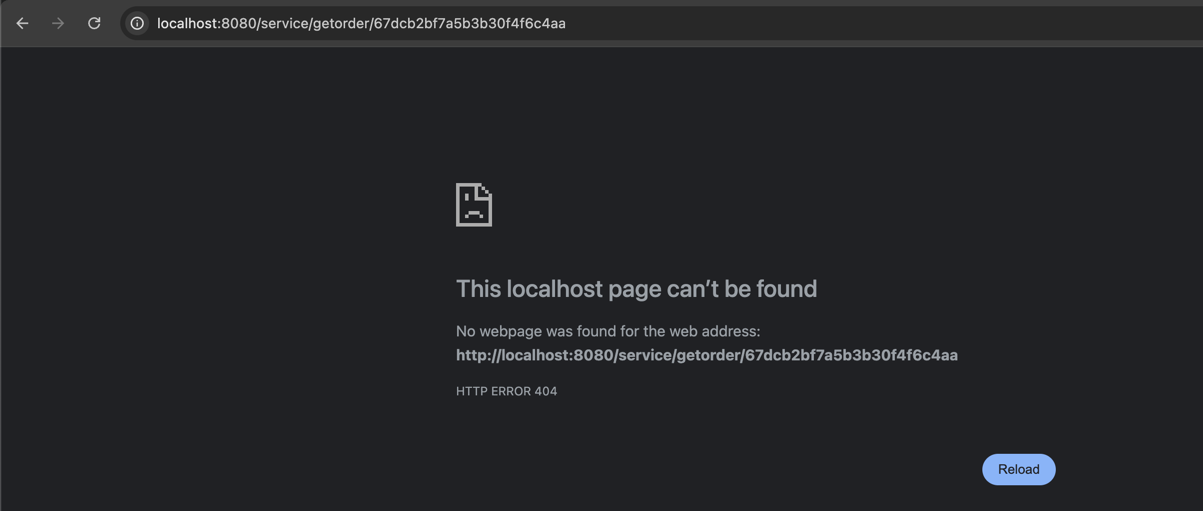 localhost:8080/service/getorder/67dcb2bf7a5b3b30f4f6c4aa
This localhost page can’t be found
No webpage was found for the web address:
http://localhost:8080/service/getorder/67dcb2bf7a5b3b30f4f6c4aa
HTTP ERROR 404
Reload